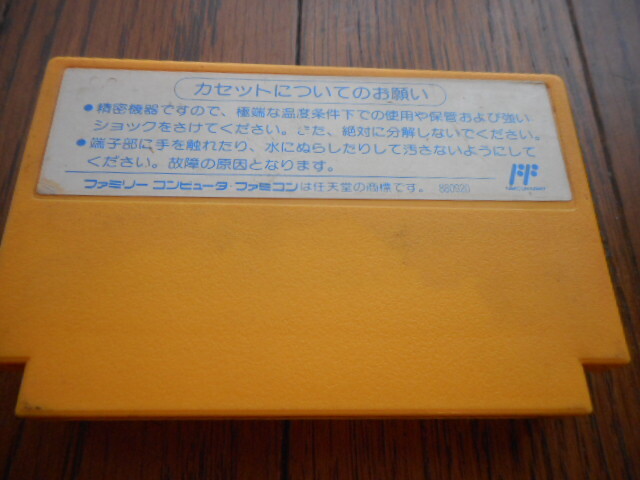 カセットについてのお願い
●精密機器ですので、極端な温度条件下での使用や保管および強い
ショックをさけてください。また、絶対に分解しないでください。
●端子部に手を触れたり、水にぬらしたりして汚さないようにして
ください。故障の原因となります。
ファミリーコンピュータ・ファミコンは任天堂の商標です。 860920
FF